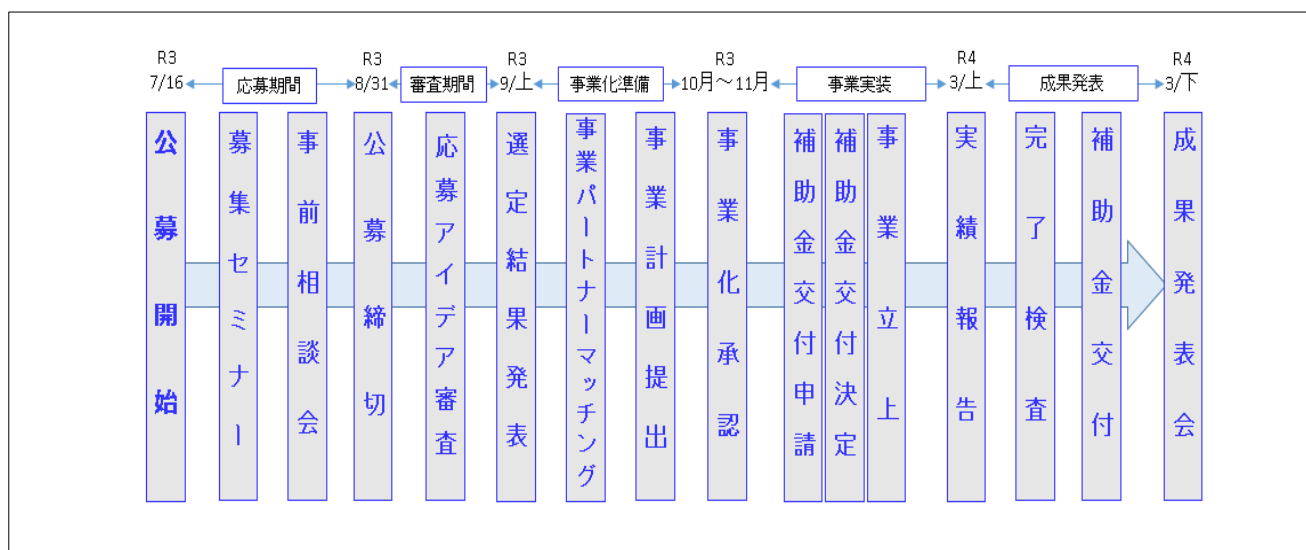 R3
7/16
応募期間
R3
8/31
審査期間
R3
9/上
事業化準備
R3
10月～11月
事業実装
R4
3/上
成果発表
R4
3/下
公募開始
募集セミナー
事前相談会
公募締切
応募アイデア審査
選定結果発表
事業パートナーマッチング
事業計画提出
事業化承認
補助金交付申請
補助金交付決定
事業立上
実績報告
完了検査
補助金交付
成果発表会